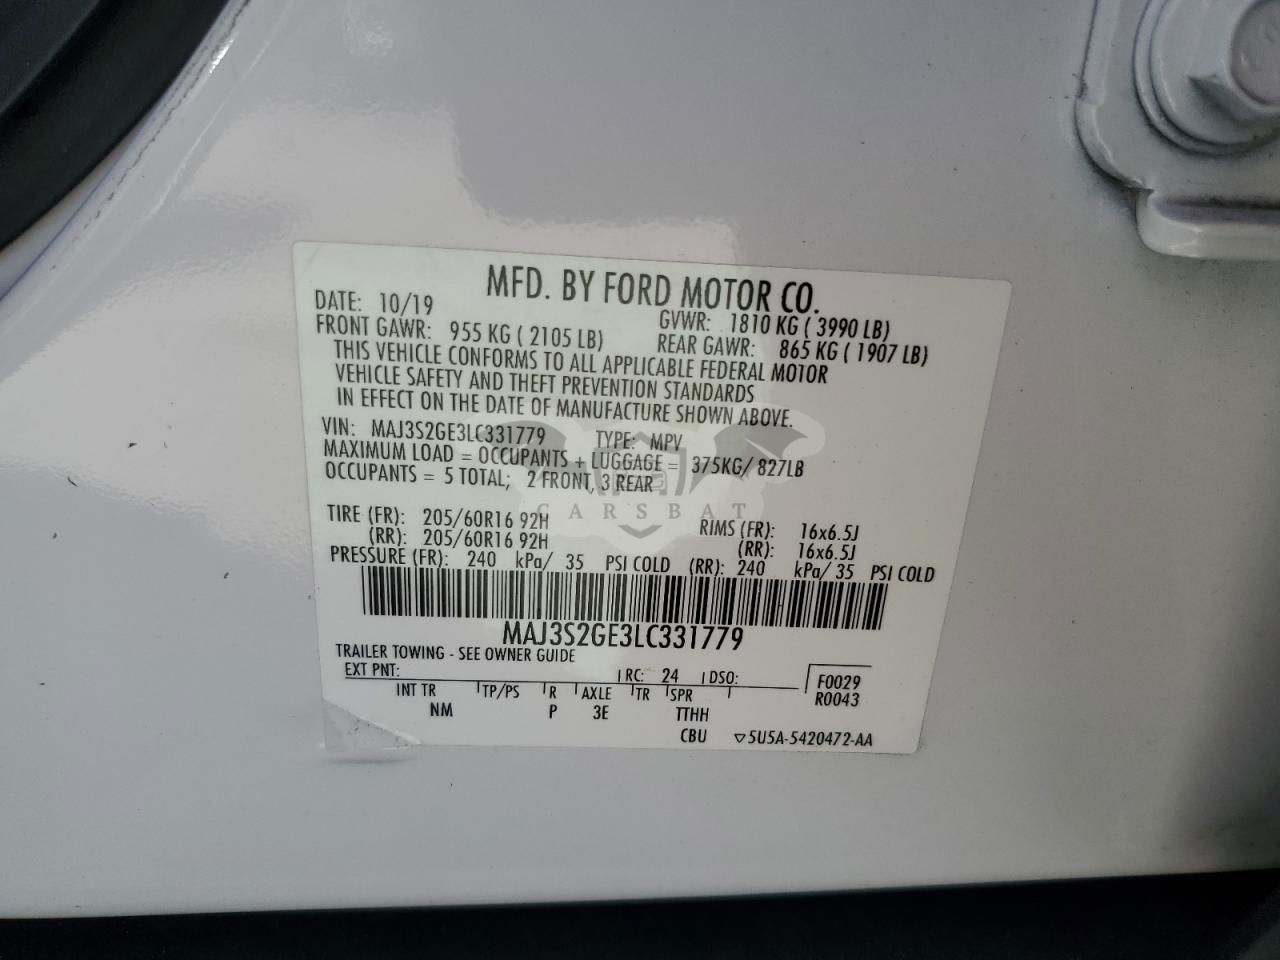 MFD. BY FORD MOTOR CO.
DATE: 10/19 GVWR: 1810 KG ( 3990 LB)
FRONT GAWR: 955 KG ( 2105 LB) REAR GAWR: 865 KG ( 1907 LB)
THIS VEHICLE CONFORMS TO ALL APPLICABLE FEDERAL MOTOR
VEHICLE SAFETY AND THEFT PREVENTION STANDARDS
IN EFFECT ON THE DATE OF MANUFACTURE SHOWN ABOVE.
VIN: MAJ3S2GE3LC331779 TYPE: MPV
MAXIMUM LOAD = OCCUPANTS + LUGGAGE = 375KG/ 827LB
OCCUPANTS = 5 TOTAL; 2 FRONT, 3 REAR
CARSBAT
TIRE (FR): 205/60R16 92H RIMS (FR): 16x6.5J
(RR): 205/60R16 92H (RR): 16x6.5J
PRESSURE (FR): 240 kPa/ 35 PSI COLD (RR): 240 kPa/ 35 PSI COLD
MAJ3S2GE3LC331779
TRAILER TOWING - SEE OWNER GUIDE
EXT PNT: RC: 24 DSO: F0029
INT TR TP/PS R AXLE TR SPR R0043
NM P 3E TTHH
CBU ▽5U5A-5420472-AA